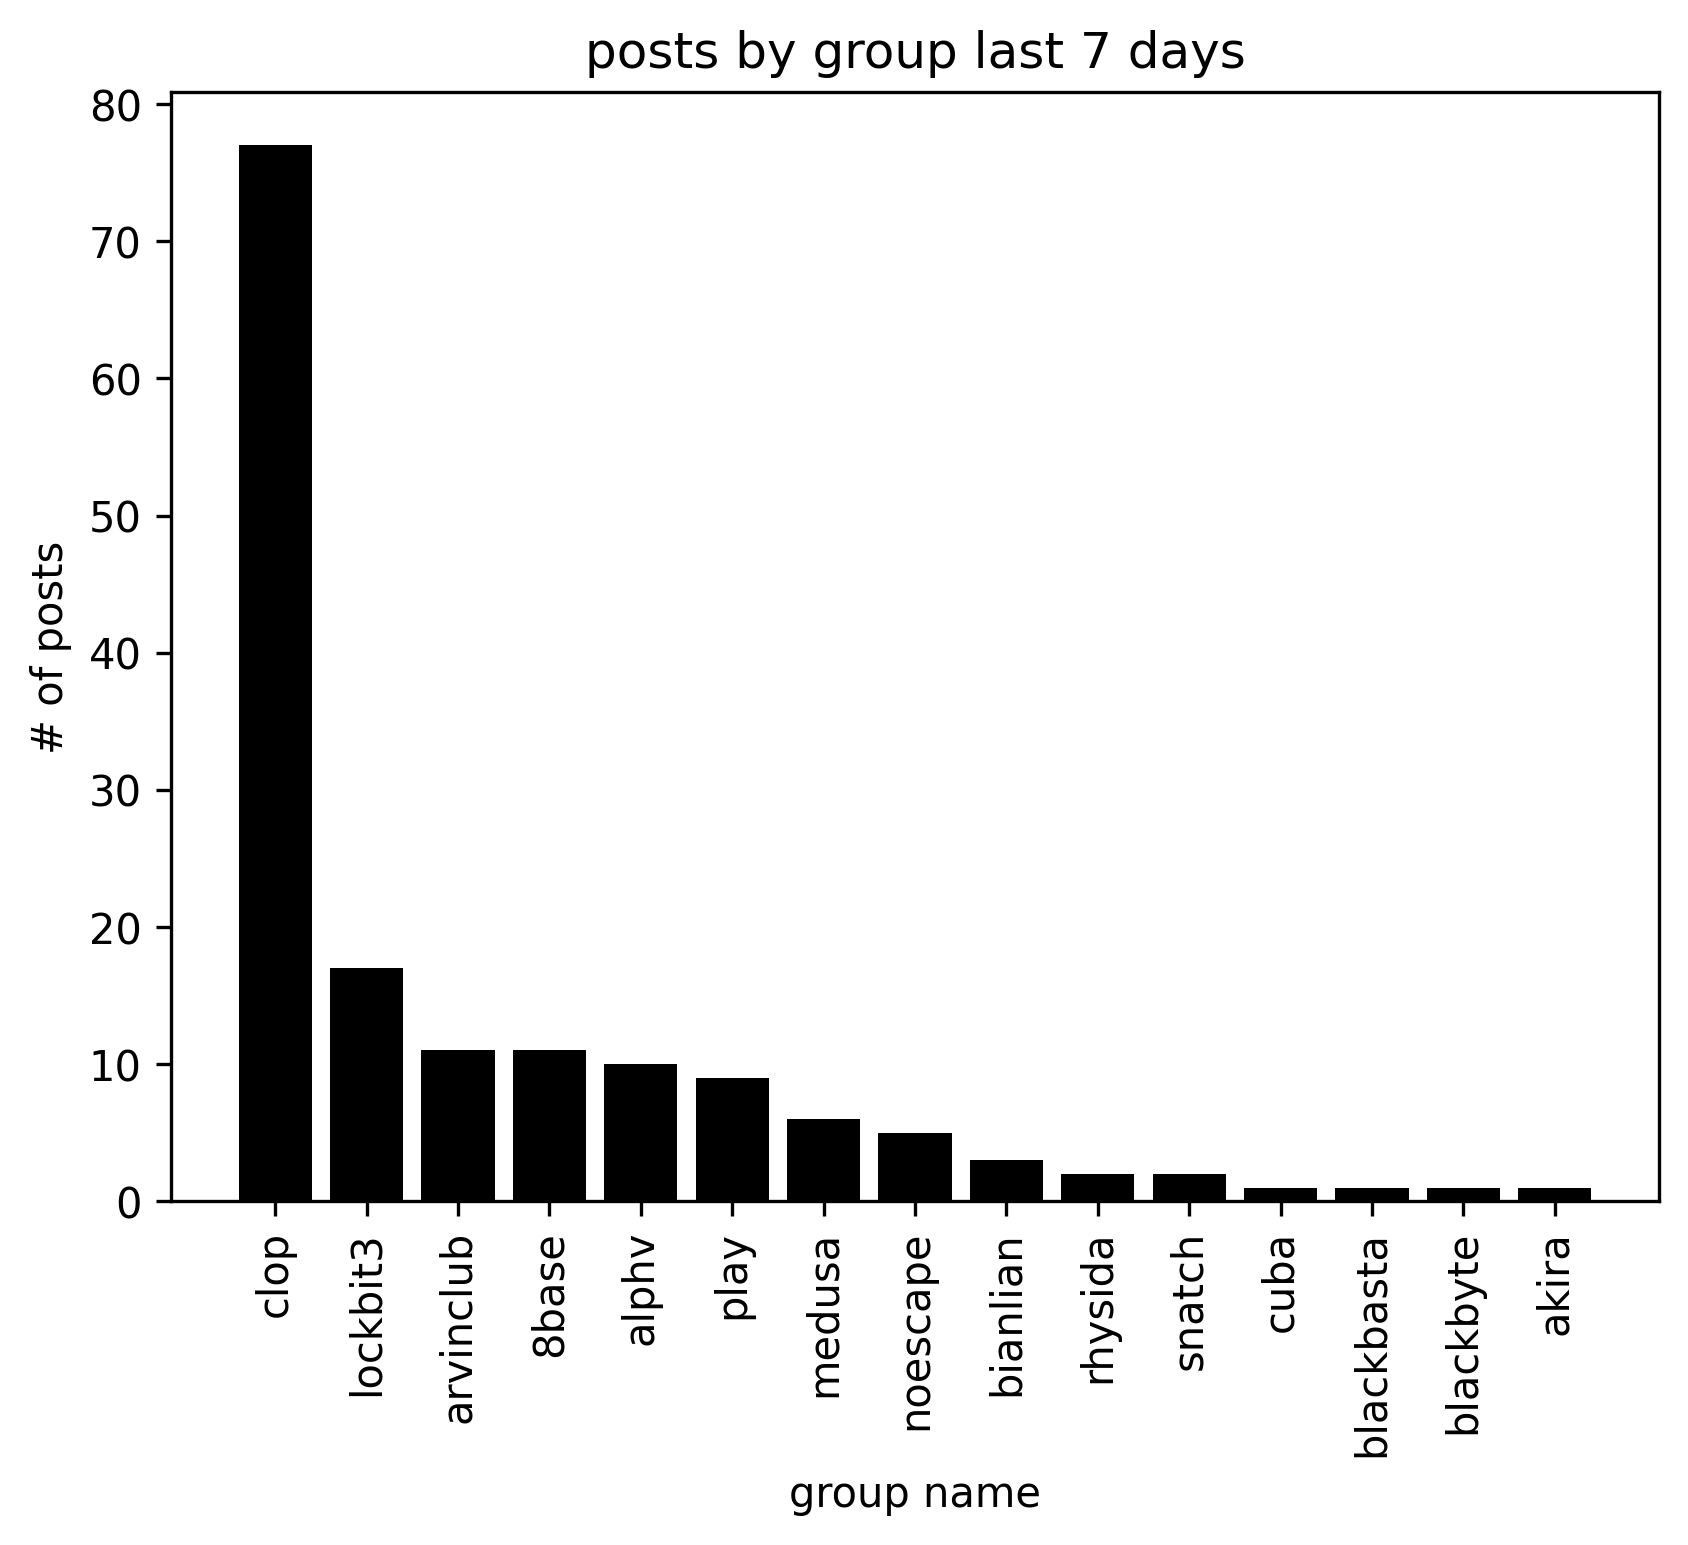 posts by group last 7 days
80
70
60
50
40
30
20
10
0
# of posts
clop
lockbit3
arvinclub
8base
alphv
play
medusa
noescape
bianlian
rhysida
snatch
cuba
blackbasta
blackbyte
akira
group name